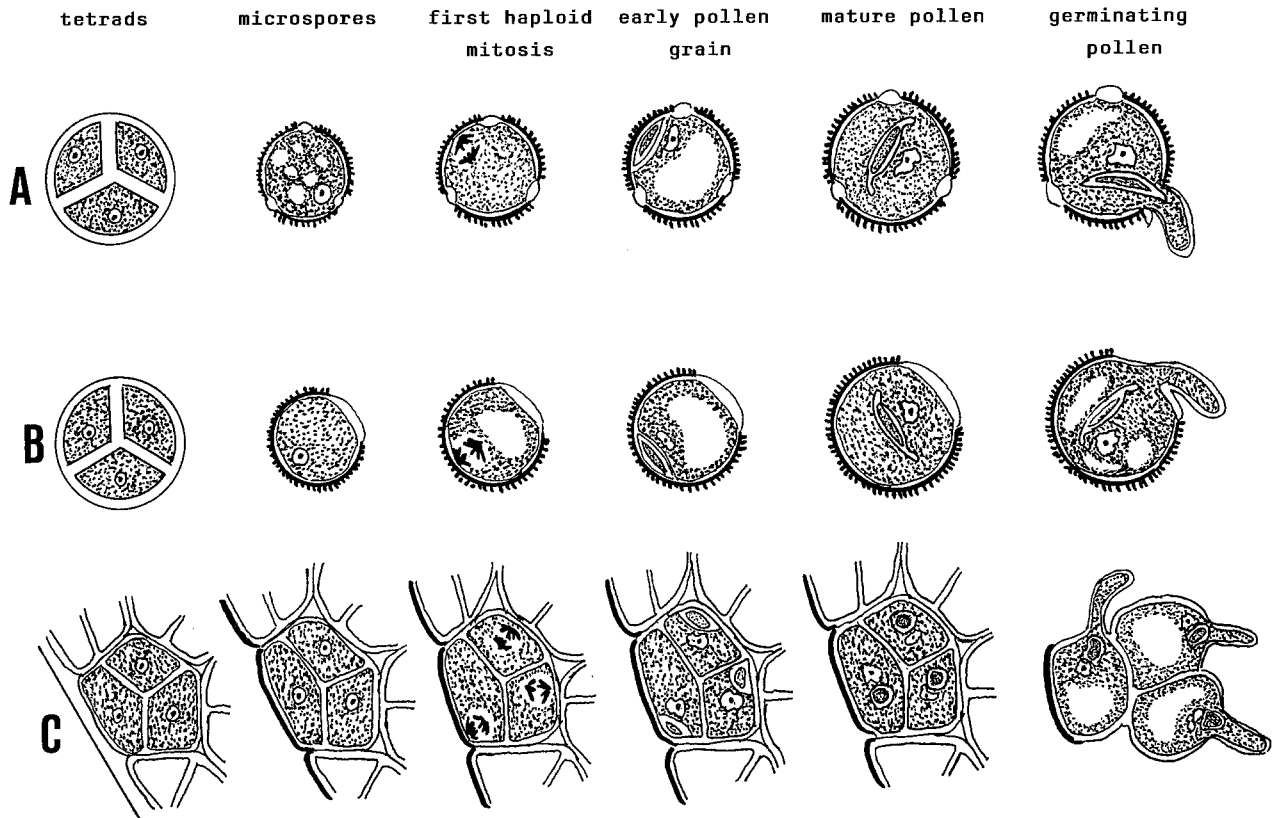 tetrads
microspores
first haploid
mitosis
early pollen
grain
mature pollen
germinating
pollen
A
B
C